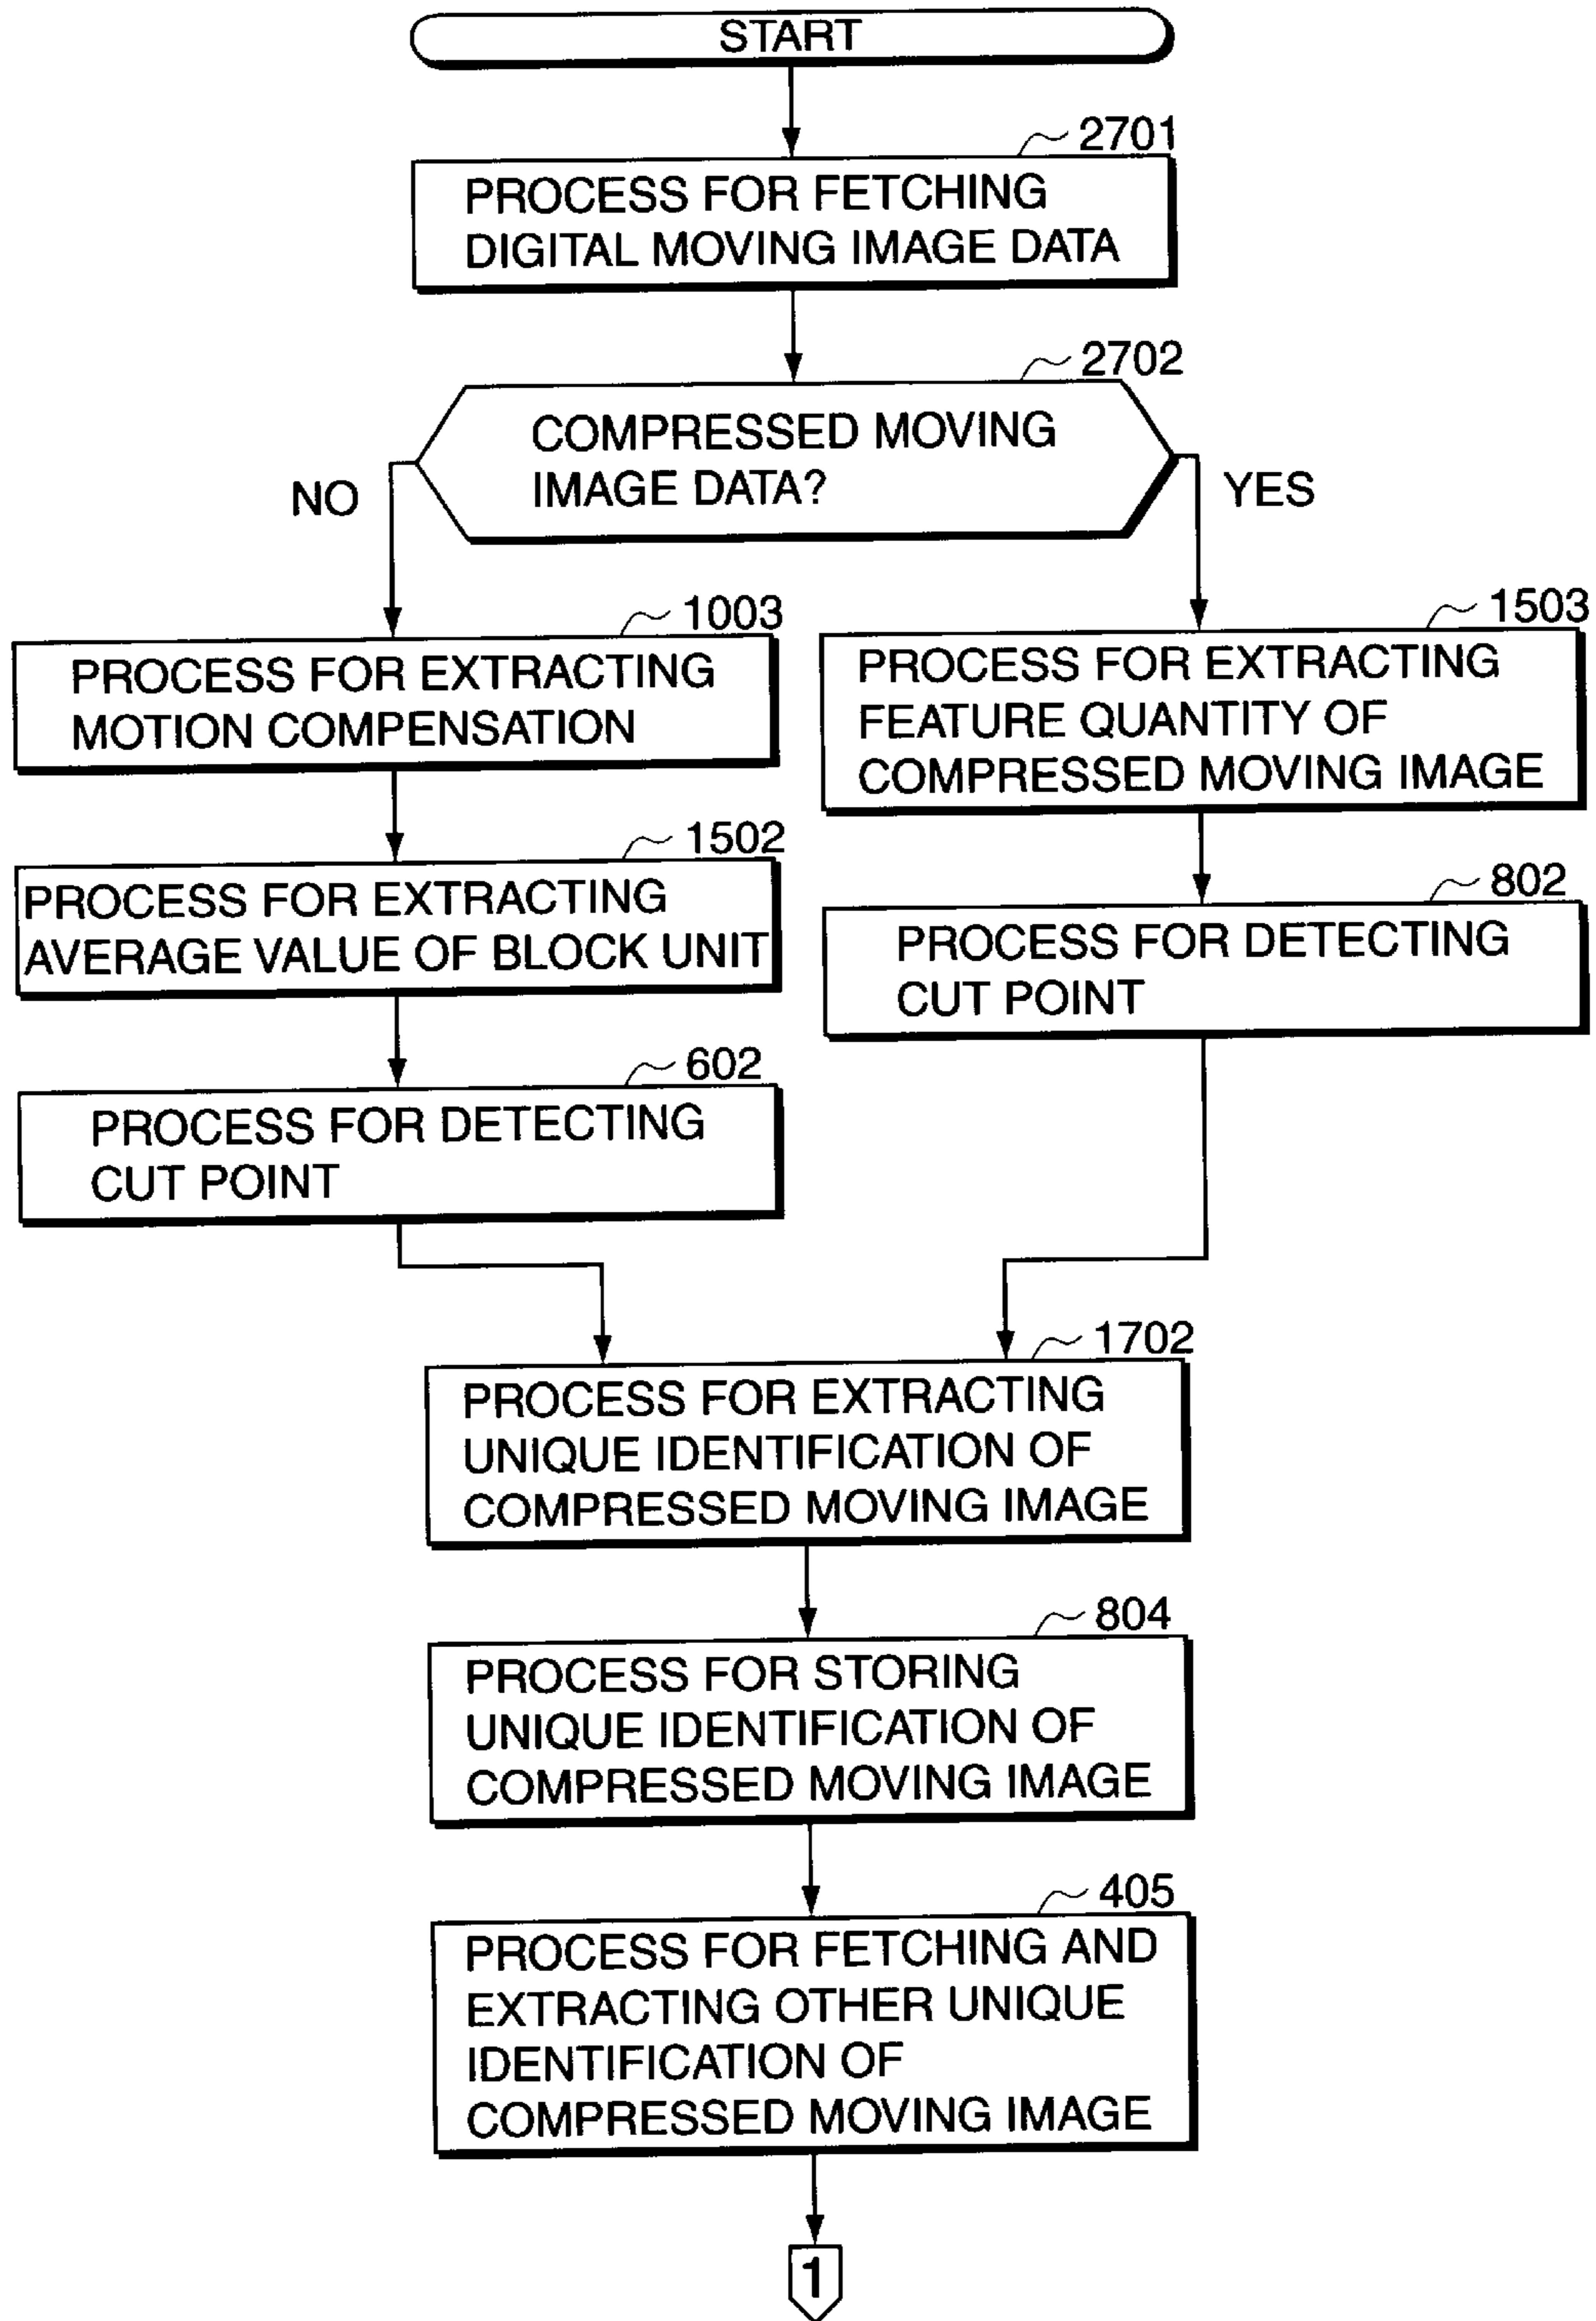 START
2701
PROCESS FOR FETCHING
DIGITAL MOVING IMAGE DATA
2702
COMPRESSED MOVING
IMAGE DATA?
NO
YES
1003
PROCESS FOR EXTRACTING
MOTION COMPENSATION
1503
PROCESS FOR EXTRACTING
FEATURE QUANTITY OF
COMPRESSED MOVING IMAGE
1502
PROCESS FOR EXTRACTING
AVERAGE VALUE OF BLOCK UNIT
802
PROCESS FOR DETECTING
CUT POINT
602
PROCESS FOR DETECTING
CUT POINT
1702
PROCESS FOR EXTRACTING
UNIQUE IDENTIFICATION OF
COMPRESSED MOVING IMAGE
804
PROCESS FOR STORING
UNIQUE IDENTIFICATION OF
COMPRESSED MOVING IMAGE
405
PROCESS FOR FETCHING AND
EXTRACTING OTHER UNIQUE
IDENTIFICATION OF
COMPRESSED MOVING IMAGE
1